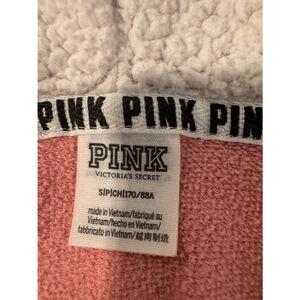 PINK PINK PIN
PINK
VICTORIA'S SECRET
S|P|CH|170/88A
made in Vietnam/fabriqué au
Vietnam/hecho en Vietnam/
fabbricato in Vietnam/越南制造